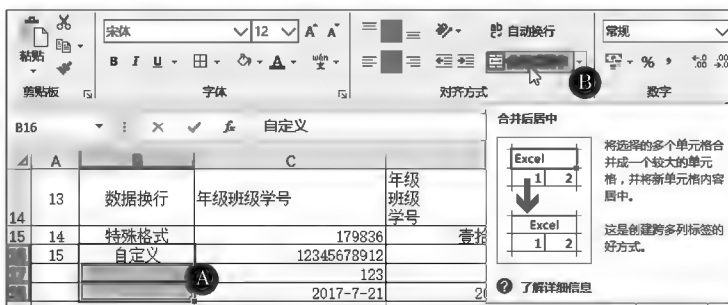 宋体 12 A A
自动换行
常规
粘贴
B I U A wén
B
% ,
剪贴板 字体 对齐方式 数字
B16 fx 自定义
合并后居中
将选择的多个单元格合
并成一个较大的单元
格，并将新单元格内容
居中。
Excel
1 2
Excel
1 2
这是创建跨多列标签的
好方式。
了解详细信息
A C
13 数据换行 年级班级学号 年级
班级
学号
14
15 14 特殊格式 179836 壹拾
15 自定义 12345678912
A 123
2017-7-21 20